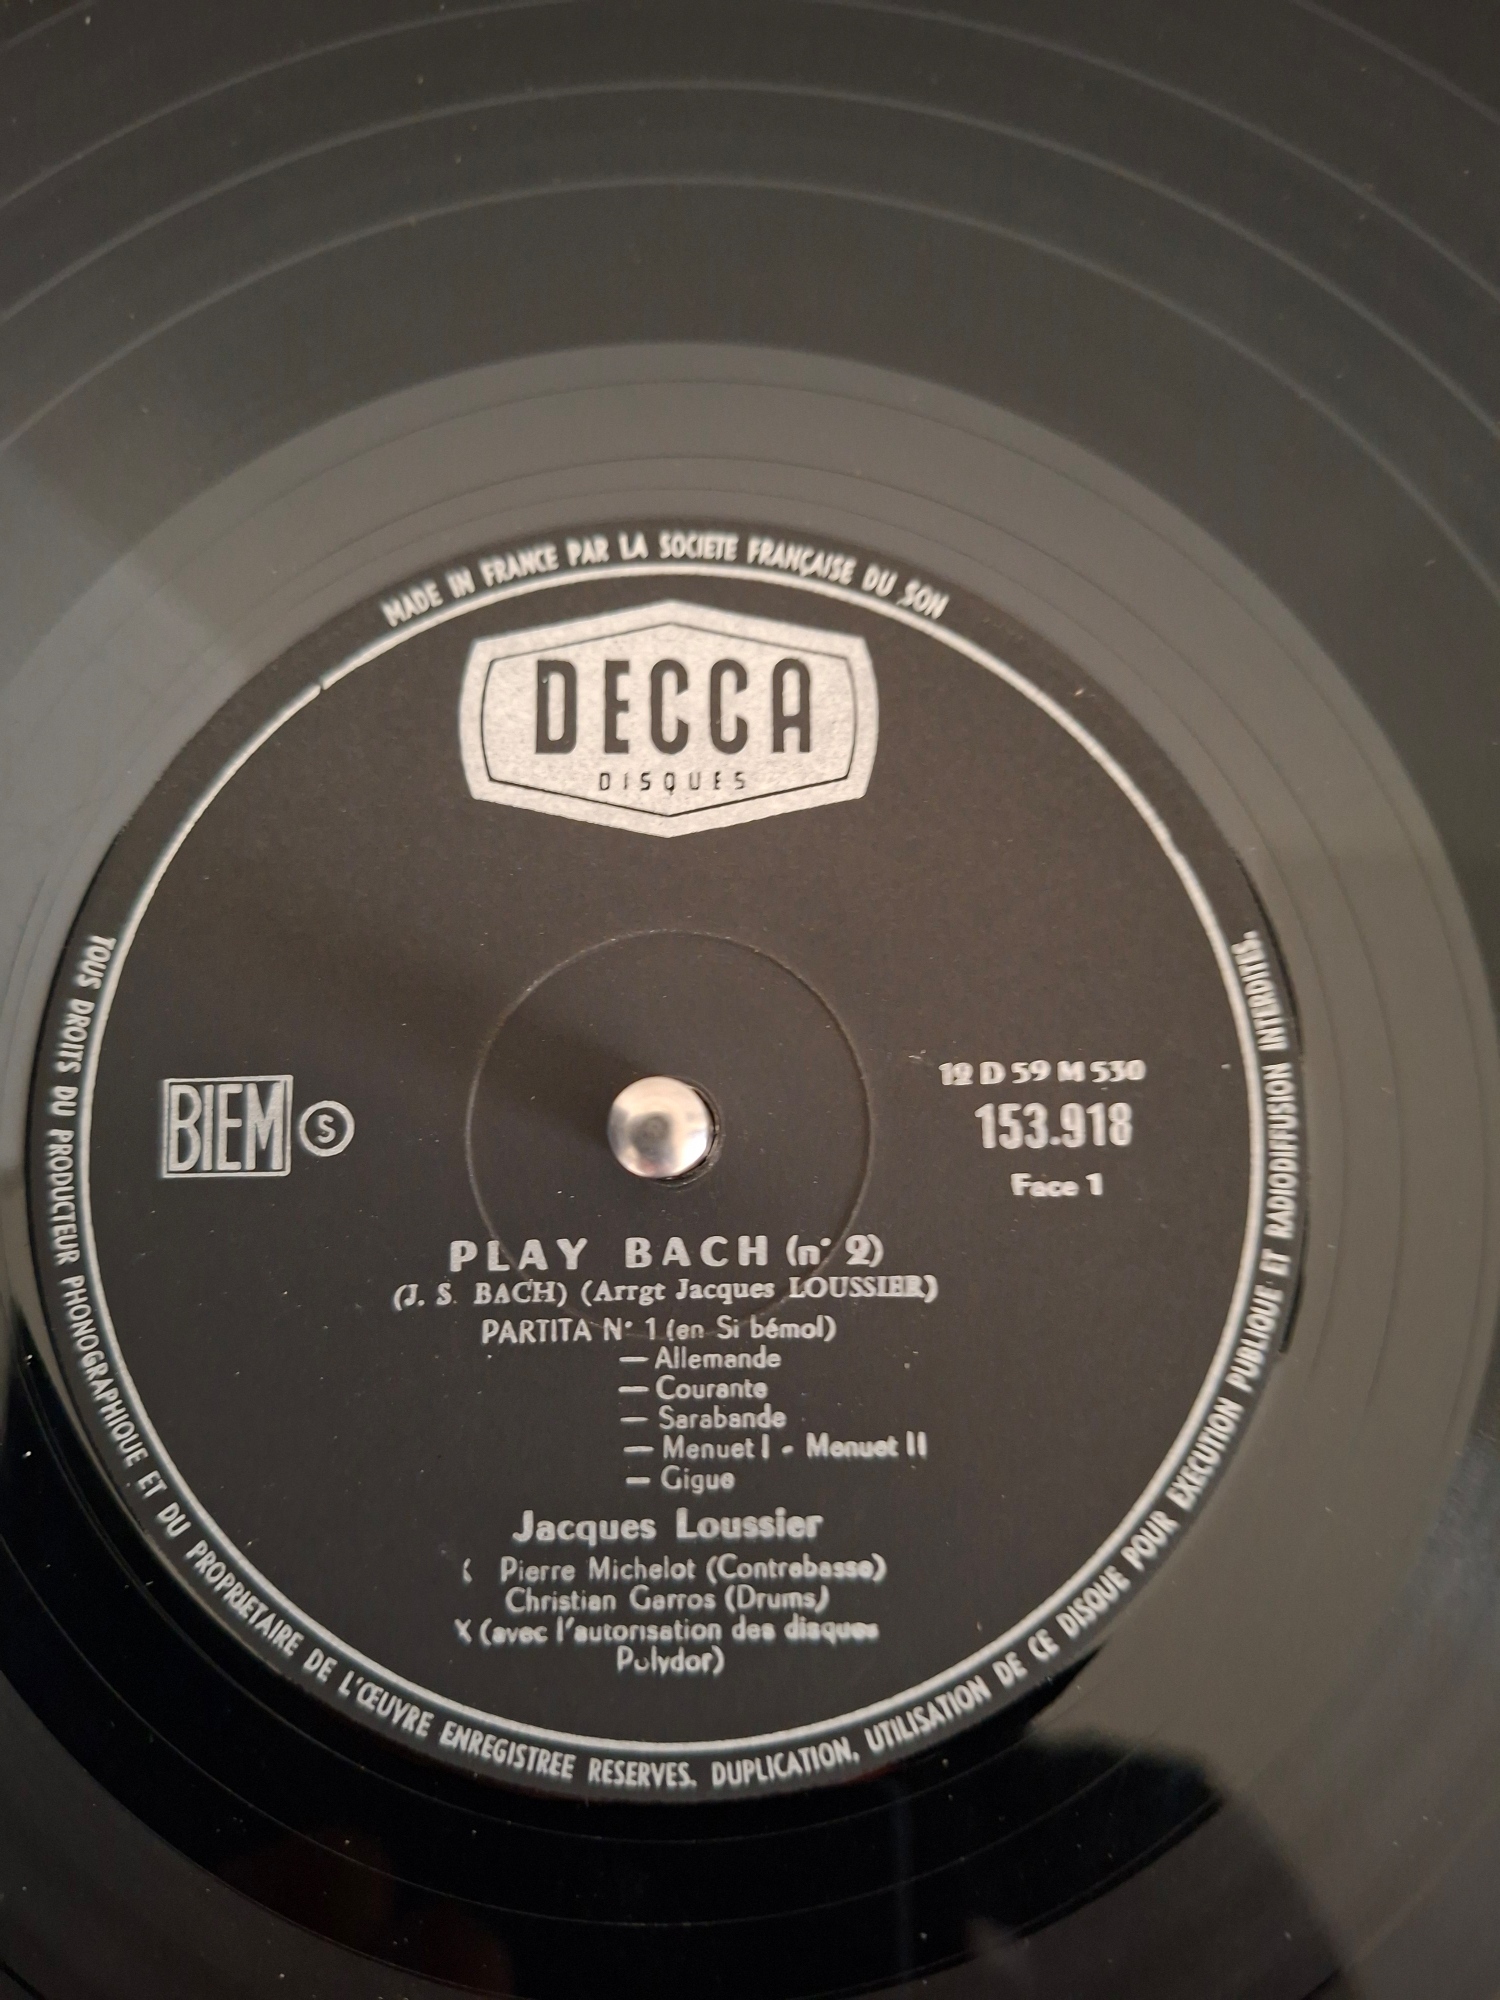 MADE IN FRANCE PAR LA SOCIETE FRANÇAISE DU SON
DECCA
DISQUES
BIEM S
12 D 59 M 530
153.918
Face 1
PLAY BACH (n° 2)
(J. S. BACH) (Arrgt Jacques LOUSSIER)
PARTITA N° 1 (en Si bémol)
— Allemande
— Courante
— Sarabande
— Menuet I - Menuet II
— Gigue
Jacques Loussier
( Pierre Michelot (Contrebasse)
Christian Garros (Drums)
X (avec l'autorisation des disques
Polydor)
TOUS DROITS DU PRODUCTEUR PHONOGRAPHIQUE ET DU PROPRIETAIRE DE L'ŒUVRE ENREGISTREE RESERVES. DUPLICATION, UTILISATION DE CE DISQUE POUR EXECUTION PUBLIQUE ET RADIODIFFUSION INTERDITES.